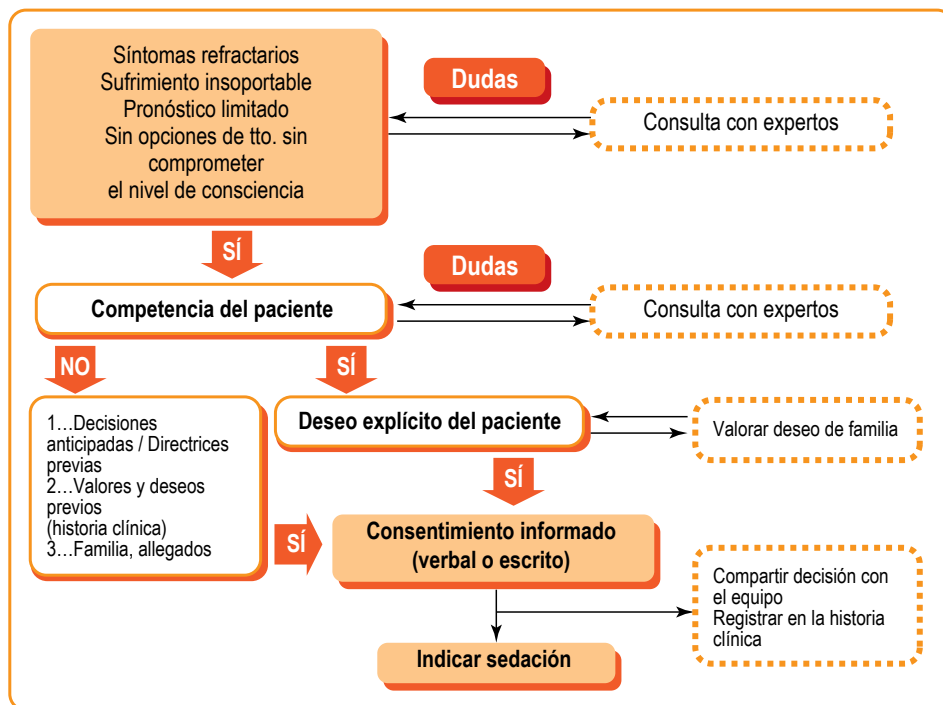 Síntomas refractarios
Sufrimiento insoportable
Pronóstico limitado
Sin opciones de tto. sin
comprometer
el nivel de consciencia
Dudas
Consulta con expertos
SÍ
Dudas
Competencia del paciente
Consulta con expertos
NO
SÍ
1...Decisiones
anticipadas / Directrices
previas
2...Valores y deseos
previos
(historia clínica)
3...Familia, allegados
Deseo explícito del paciente
Valorar deseo de familia
SÍ
SÍ
Consentimiento informado
(verbal o escrito)
Compartir decisión con
el equipo
Registrar en la historia
clínica
Indicar sedación